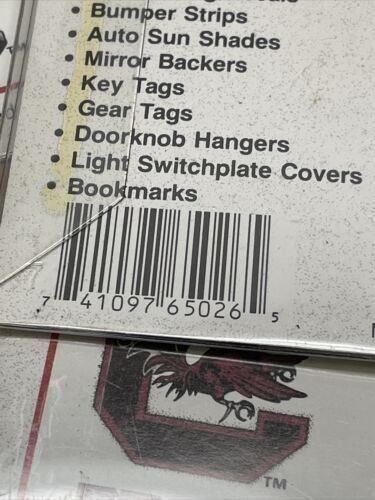 • Bumper Strips
• Auto Sun Shades
• Mirror Backers
• Key Tags
• Gear Tags
• Doorknob Hangers
• Light Switchplate Covers
• Bookmarks
7 41097 65026 5
TM